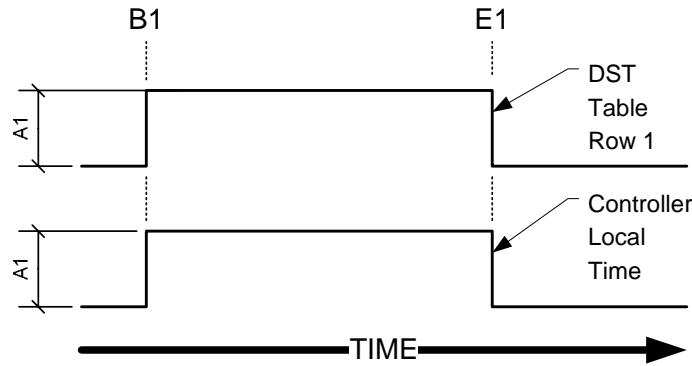 B1
E1
A1
DST
Table
Row 1
A1
Controller
Local
Time
TIME